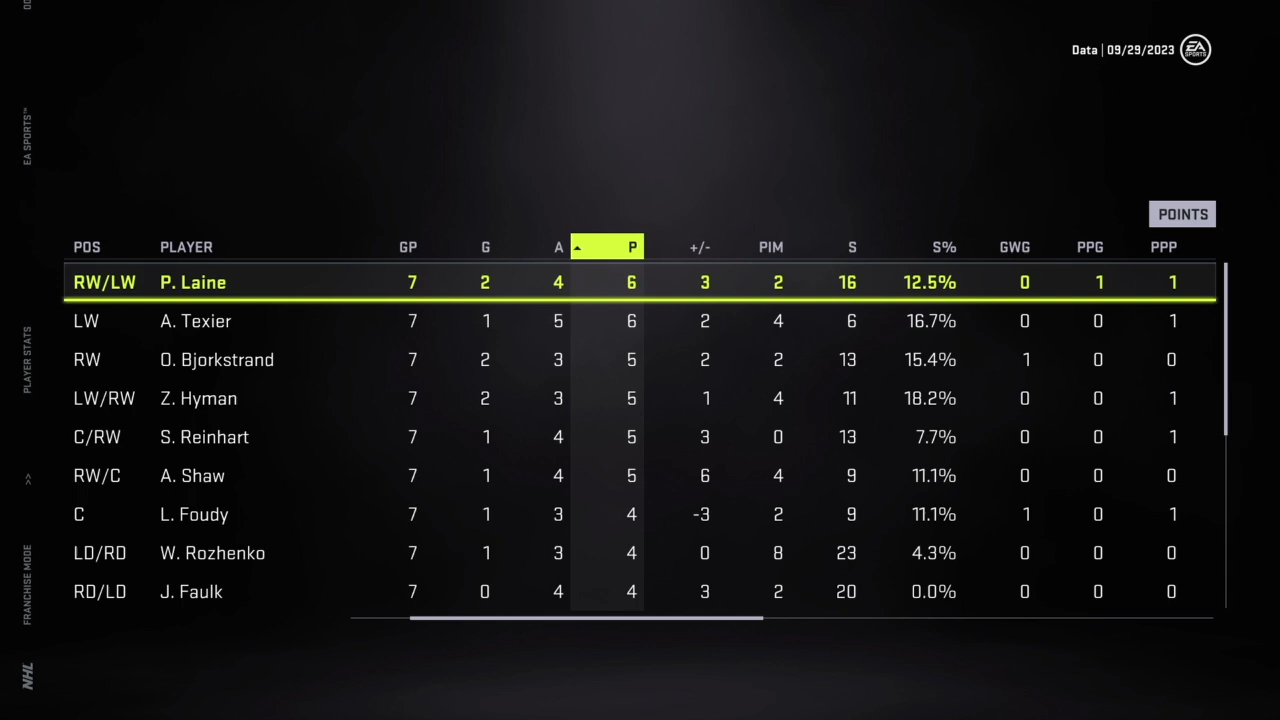 Data | 09/29/2023 EA SPORTS
POINTS
POS PLAYER GP G A P +/- PIM S S% GWG PPG PPP
RW/LW P. Laine 7 2 4 6 3 2 16 12.5% 0 1 1
LW A. Texier 7 1 5 6 2 4 6 16.7% 0 0 1
RW O. Bjorkstrand 7 2 3 5 2 2 13 15.4% 1 0 0
LW/RW Z. Hyman 7 2 3 5 1 4 11 18.2% 0 0 1
C/RW S. Reinhart 7 1 4 5 3 0 13 7.7% 0 0 1
RW/C A. Shaw 7 1 4 5 6 4 9 11.1% 0 0 0
C L. Foudy 7 1 3 4 -3 2 9 11.1% 1 0 1
LD/RD W. Rozhenko 7 1 3 4 0 8 23 4.3% 0 0 0
RD/LD J. Faulk 7 0 4 4 3 2 20 0.0% 0 0 0
NHL
FRANCHISE MODE
>>
PLAYER STATS
EA SPORTS™